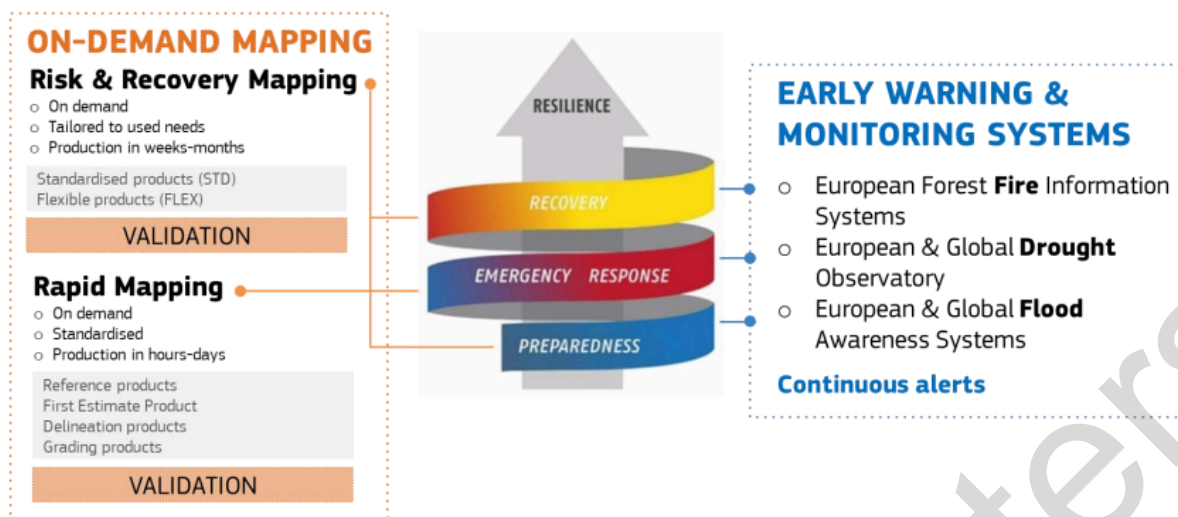 ON-DEMAND MAPPING
Risk & Recovery Mapping
o On demand
o Tailored to used needs
o Production in weeks-months
Standardised products (STD)
Flexible products (FLEX)
VALIDATION
Rapid Mapping
o On demand
o Standardised
o Production in hours-days
Reference products
First Estimate Product
Delineation products
Grading products
VALIDATION
RESILIENCE
RECOVERY
EMERGENCY RESPONSE
PREPAREDNESS
EARLY WARNING &
MONITORING SYSTEMS
o European Forest Fire Information
Systems
o European & Global Drought
Observatory
o European & Global Flood
Awareness Systems
Continuous alerts